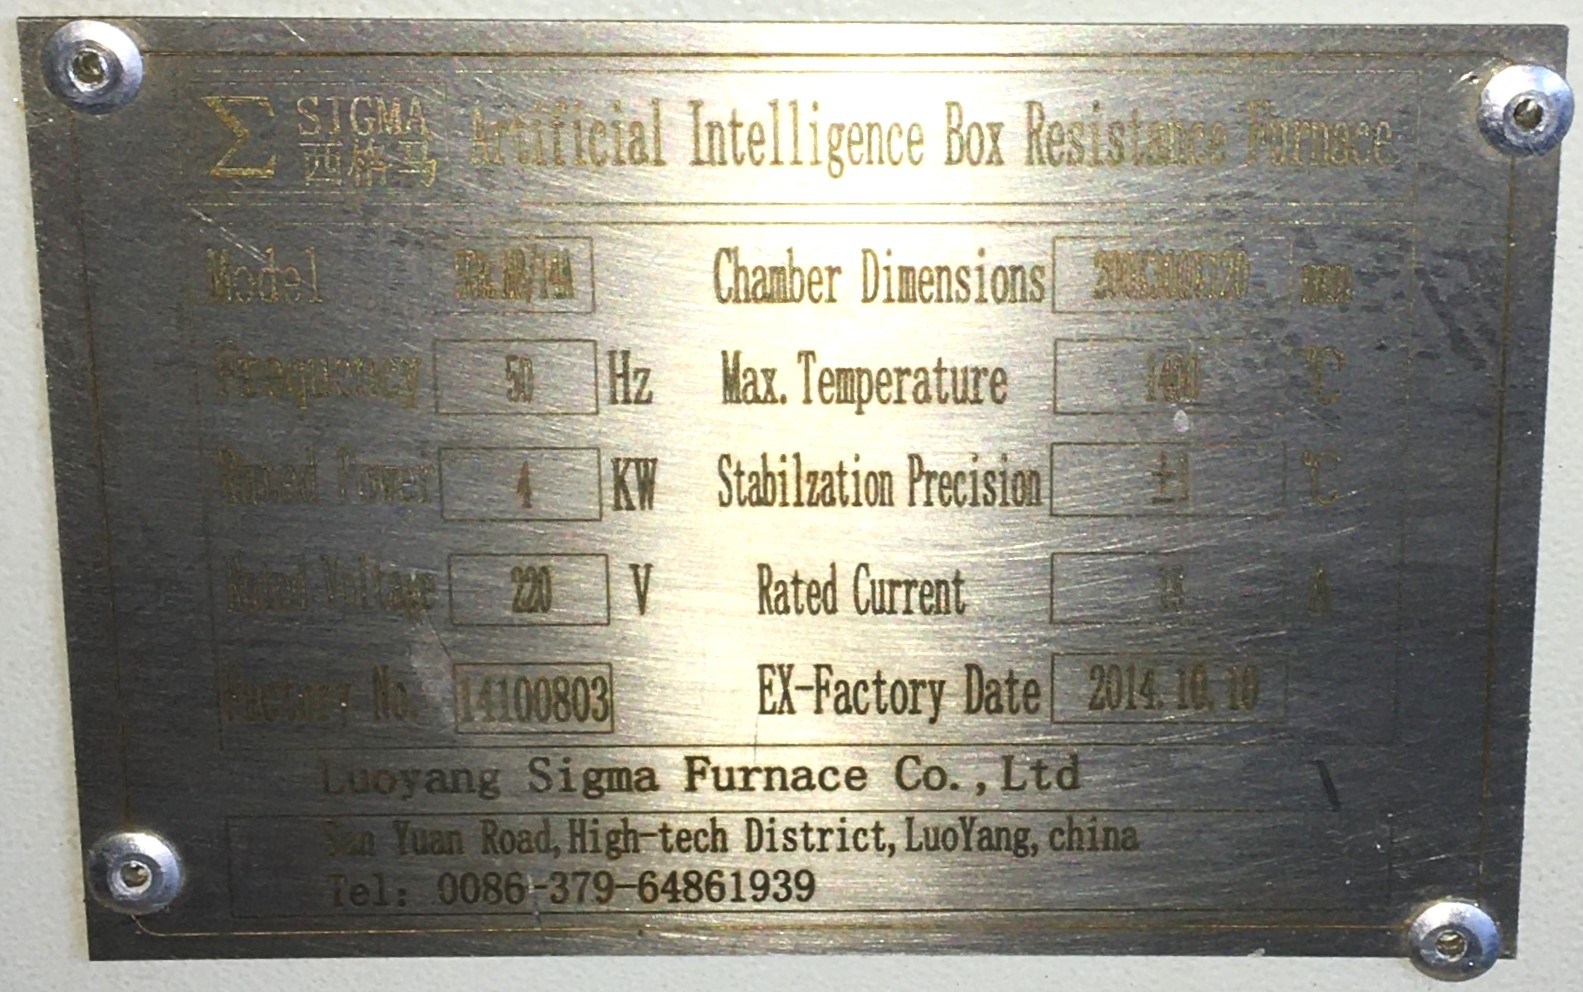 Σ SIGMA Artificial Intelligence Box Resistance Furnace
西格马
Model Chamber Dimensions mm
Frequency 50 Hz Max. Temperature 1400 ℃
Rated Power 4 KW Stabilzation Precision ±1 ℃
Rated Voltage 220 V Rated Current A
Factory No. 14100803 EX-Factory Date 2014.10.10
Luoyang Sigma Furnace Co.,Ltd
Yuan Road,High-tech District,LuoYang,china
Tel: 0086-379-64861939